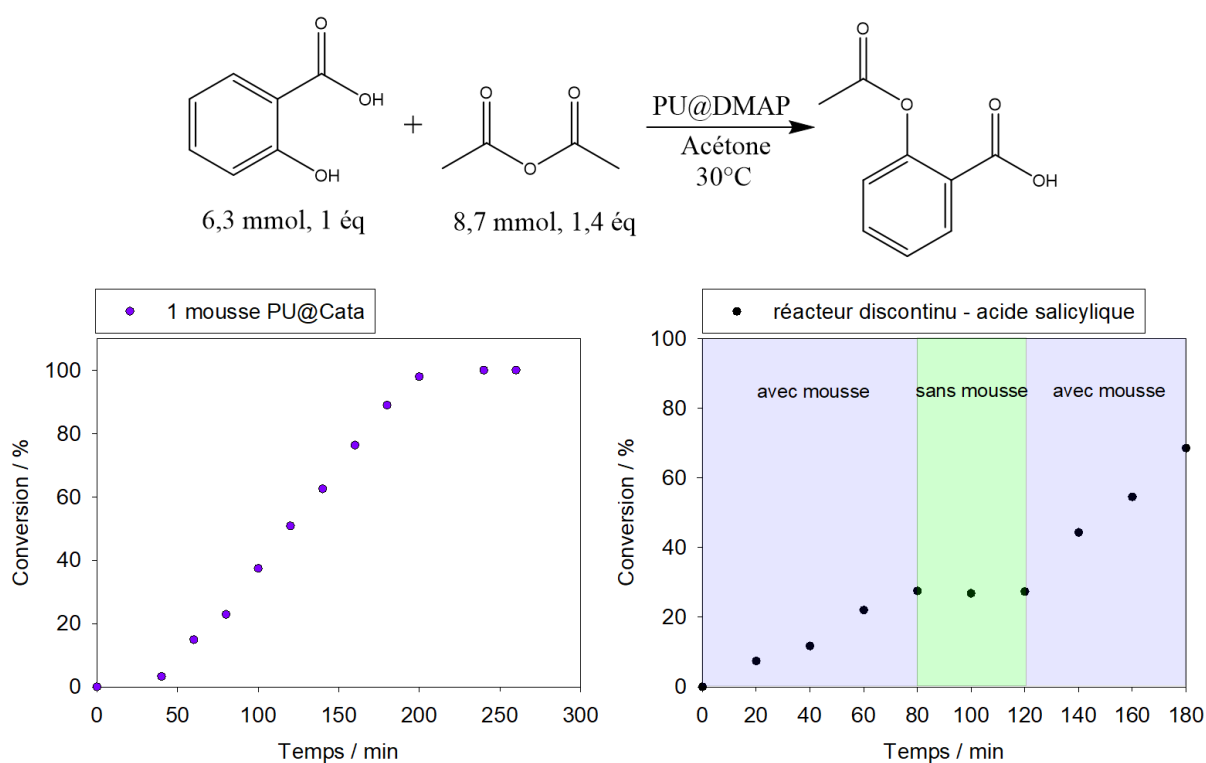 O
OH
OH
+
O
O
O
PU@DMAP
Acétone
30°C
O
O
O
OH
6,3 mmol, 1 éq
8,7 mmol, 1,4 éq
1 mousse PU@Cata
Conversion / %
100
80
60
40
20
0
0 50 100 150 200 250 300
Temps / min
réacteur discontinu - acide salicylique
avec mousse
sans mousse
avec mousse
Conversion / %
100
80
60
40
20
0
0 20 40 60 80 100 120 140 160 180
Temps / min